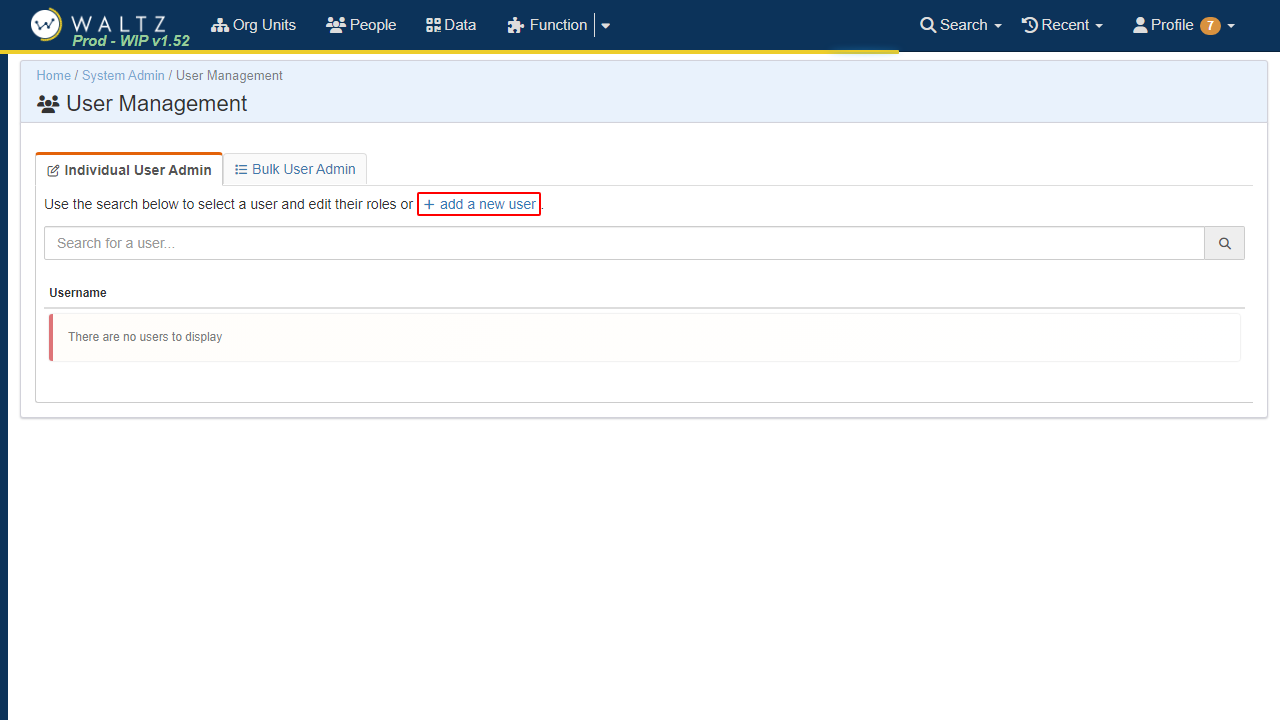 WALTZ
Prod - WIP v1.52
Org Units
People
Data
Function
Search
Recent
Profile 7
Home / System Admin / User Management
User Management
Individual User Admin
Bulk User Admin
Use the search below to select a user and edit their roles or + add a new user.
Search for a user...
Username
There are no users to display